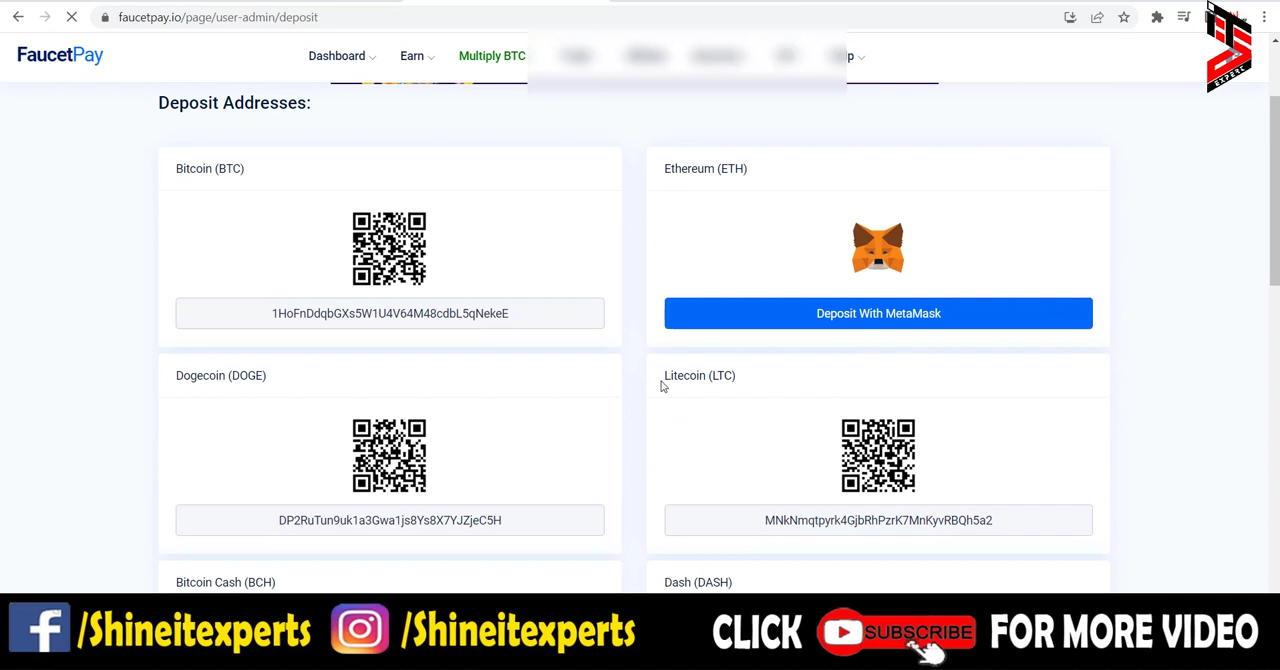 faucetpay.io/page/user-admin/deposit
ITS
EXPERT
FaucetPay
Dashboard Earn Multiply BTC
Deposit Addresses:
Bitcoin (BTC)
1HoFnDdqbGXs5W1U4V64M48cdbL5qNekeE
Ethereum (ETH)
Deposit With MetaMask
Dogecoin (DOGE)
DP2RuTun9uk1a3Gwa1js8Ys8X7YJZjeC5H
Litecoin (LTC)
MNkNmqtpyrk4GjbRhPzrK7MnKyvRBQh5a2
Bitcoin Cash (BCH)
Dash (DASH)
/Shineitexperts /Shineitexperts CLICK SUBSCRIBE FOR MORE VIDEO